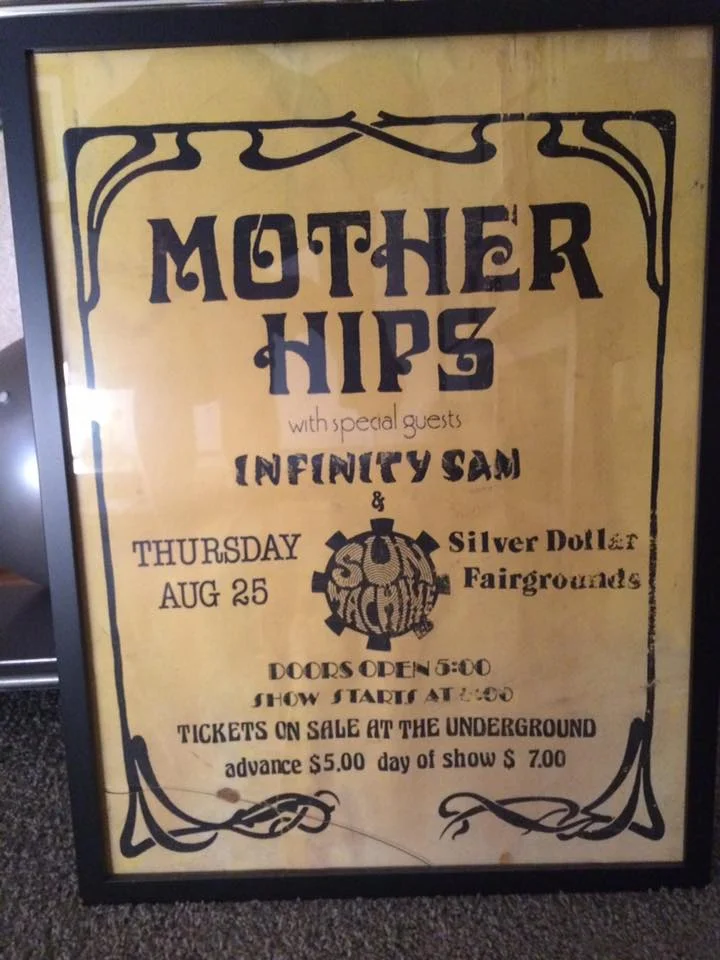 MOTHER
HIPS
with special guests
INFINITY SAM
&
THURSDAY
AUG 25
SUN
MACHINE
Silver Dollar
Fairgrounds
DOORS OPEN 5:00
SHOW STARTS AT
TICKETS ON SALE AT THE UNDERGROUND
advance $5.00 day of show $ 7.00